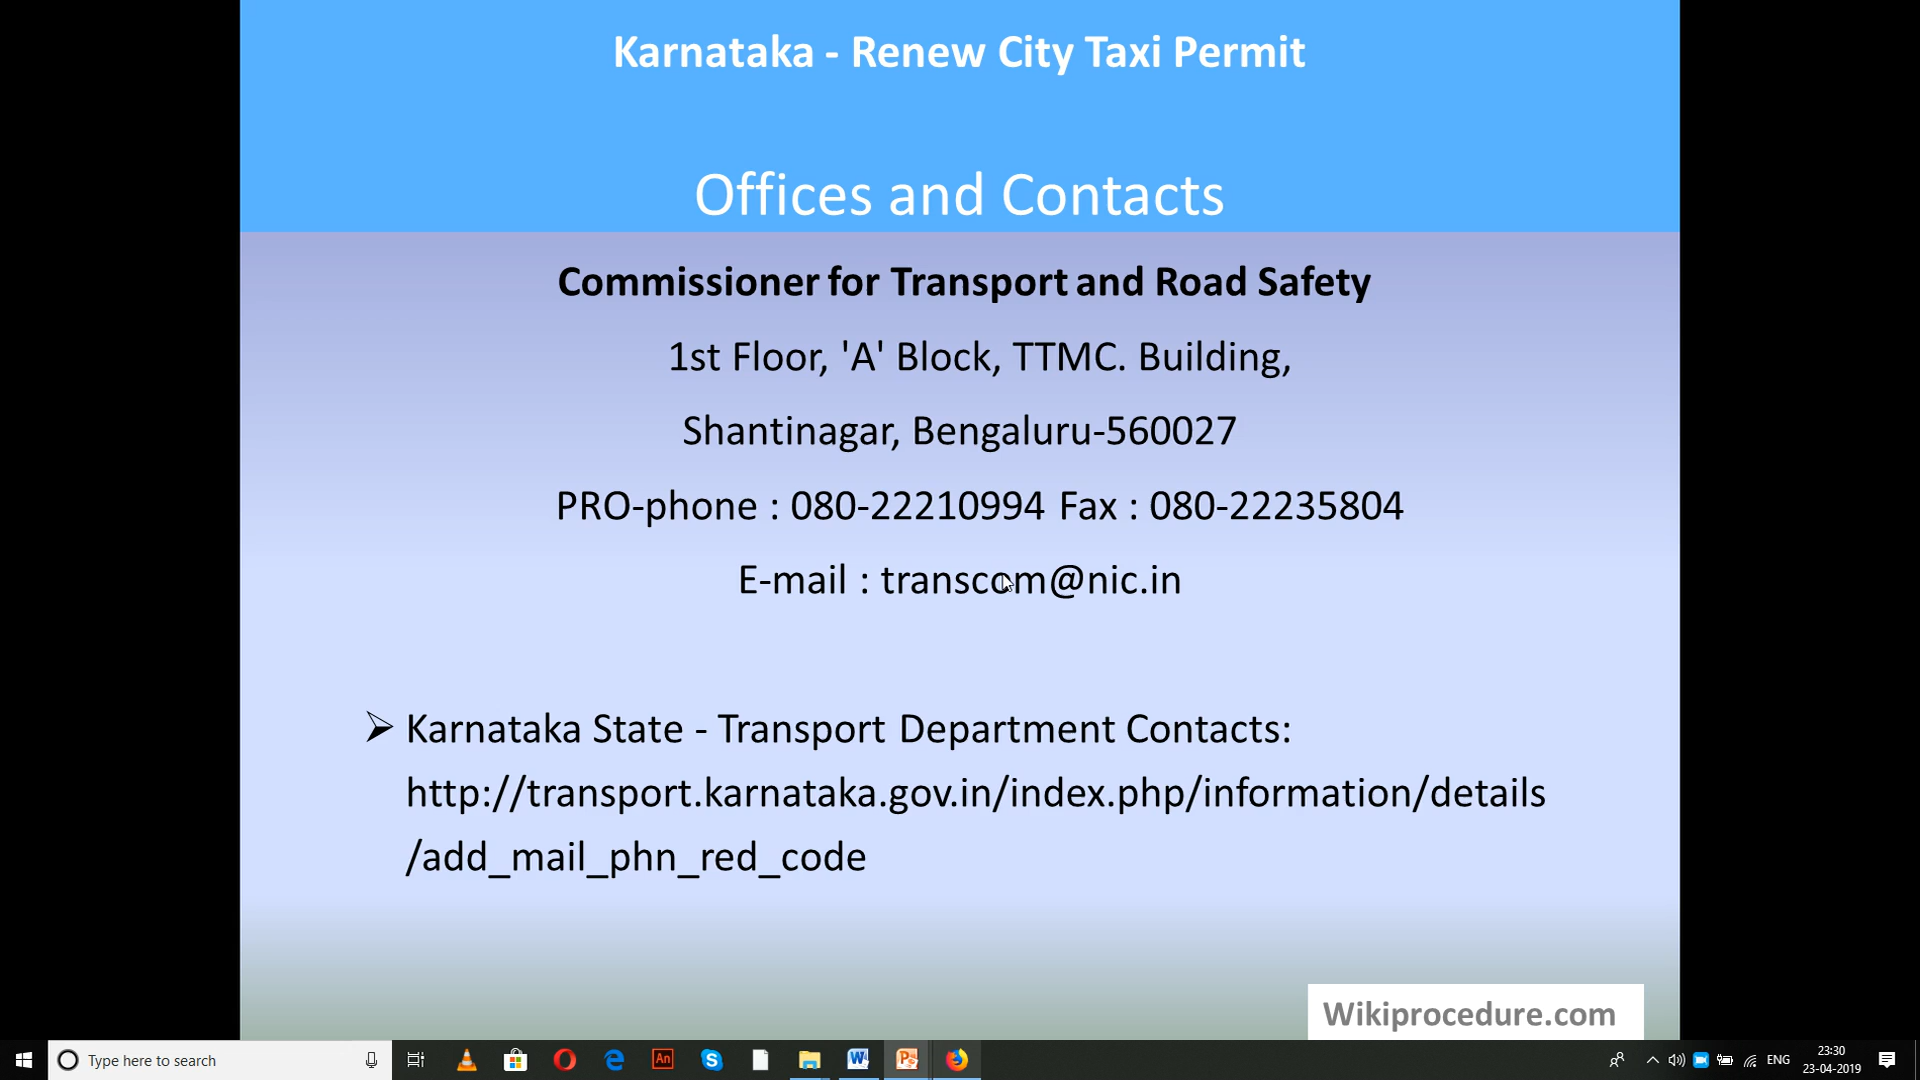 Karnataka - Renew City Taxi Permit
Offices and Contacts
Commissioner for Transport and Road Safety
1st Floor, 'A' Block, TTMC. Building,
Shantinagar, Bengaluru-560027
PRO-phone : 080-22210994 Fax : 080-22235804
E-mail : transcom@nic.in
Karnataka State - Transport Department Contacts:
http://transport.karnataka.gov.in/index.php/information/details
/add_mail_phn_red_code
Wikiprocedure.com
Type here to search
An
ENG
23:30
23-04-2019